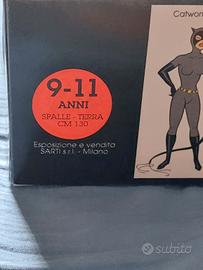 Catwom
9-11
ANNI
SPALLE - TERRA
CM 130
Esposizione e vendita
SARTI s.r.l. - Milano
subito